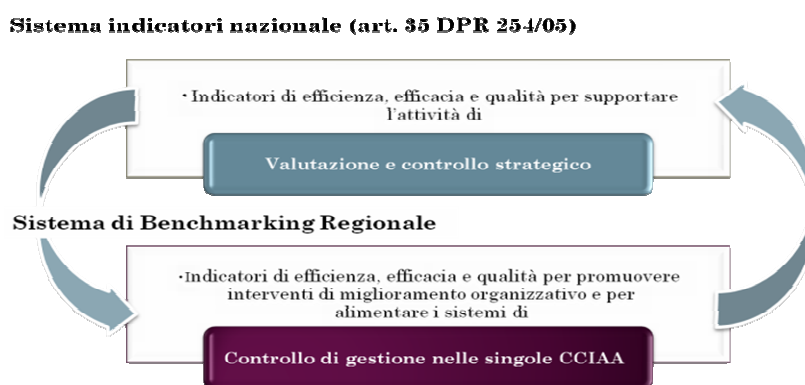 Sistema indicatori nazionale (art. 35 DPR 254/05)
· Indicatori di efficienza, efficacia e qualità per supportare
l'attività di
Valutazione e controllo strategico
Sistema di Benchmarking Regionale
·Indicatori di efficienza, efficacia e qualità per promuovere
interventi di miglioramento organizzativo e per
alimentare i sistemi di
Controllo di gestione nelle singole CCIAA